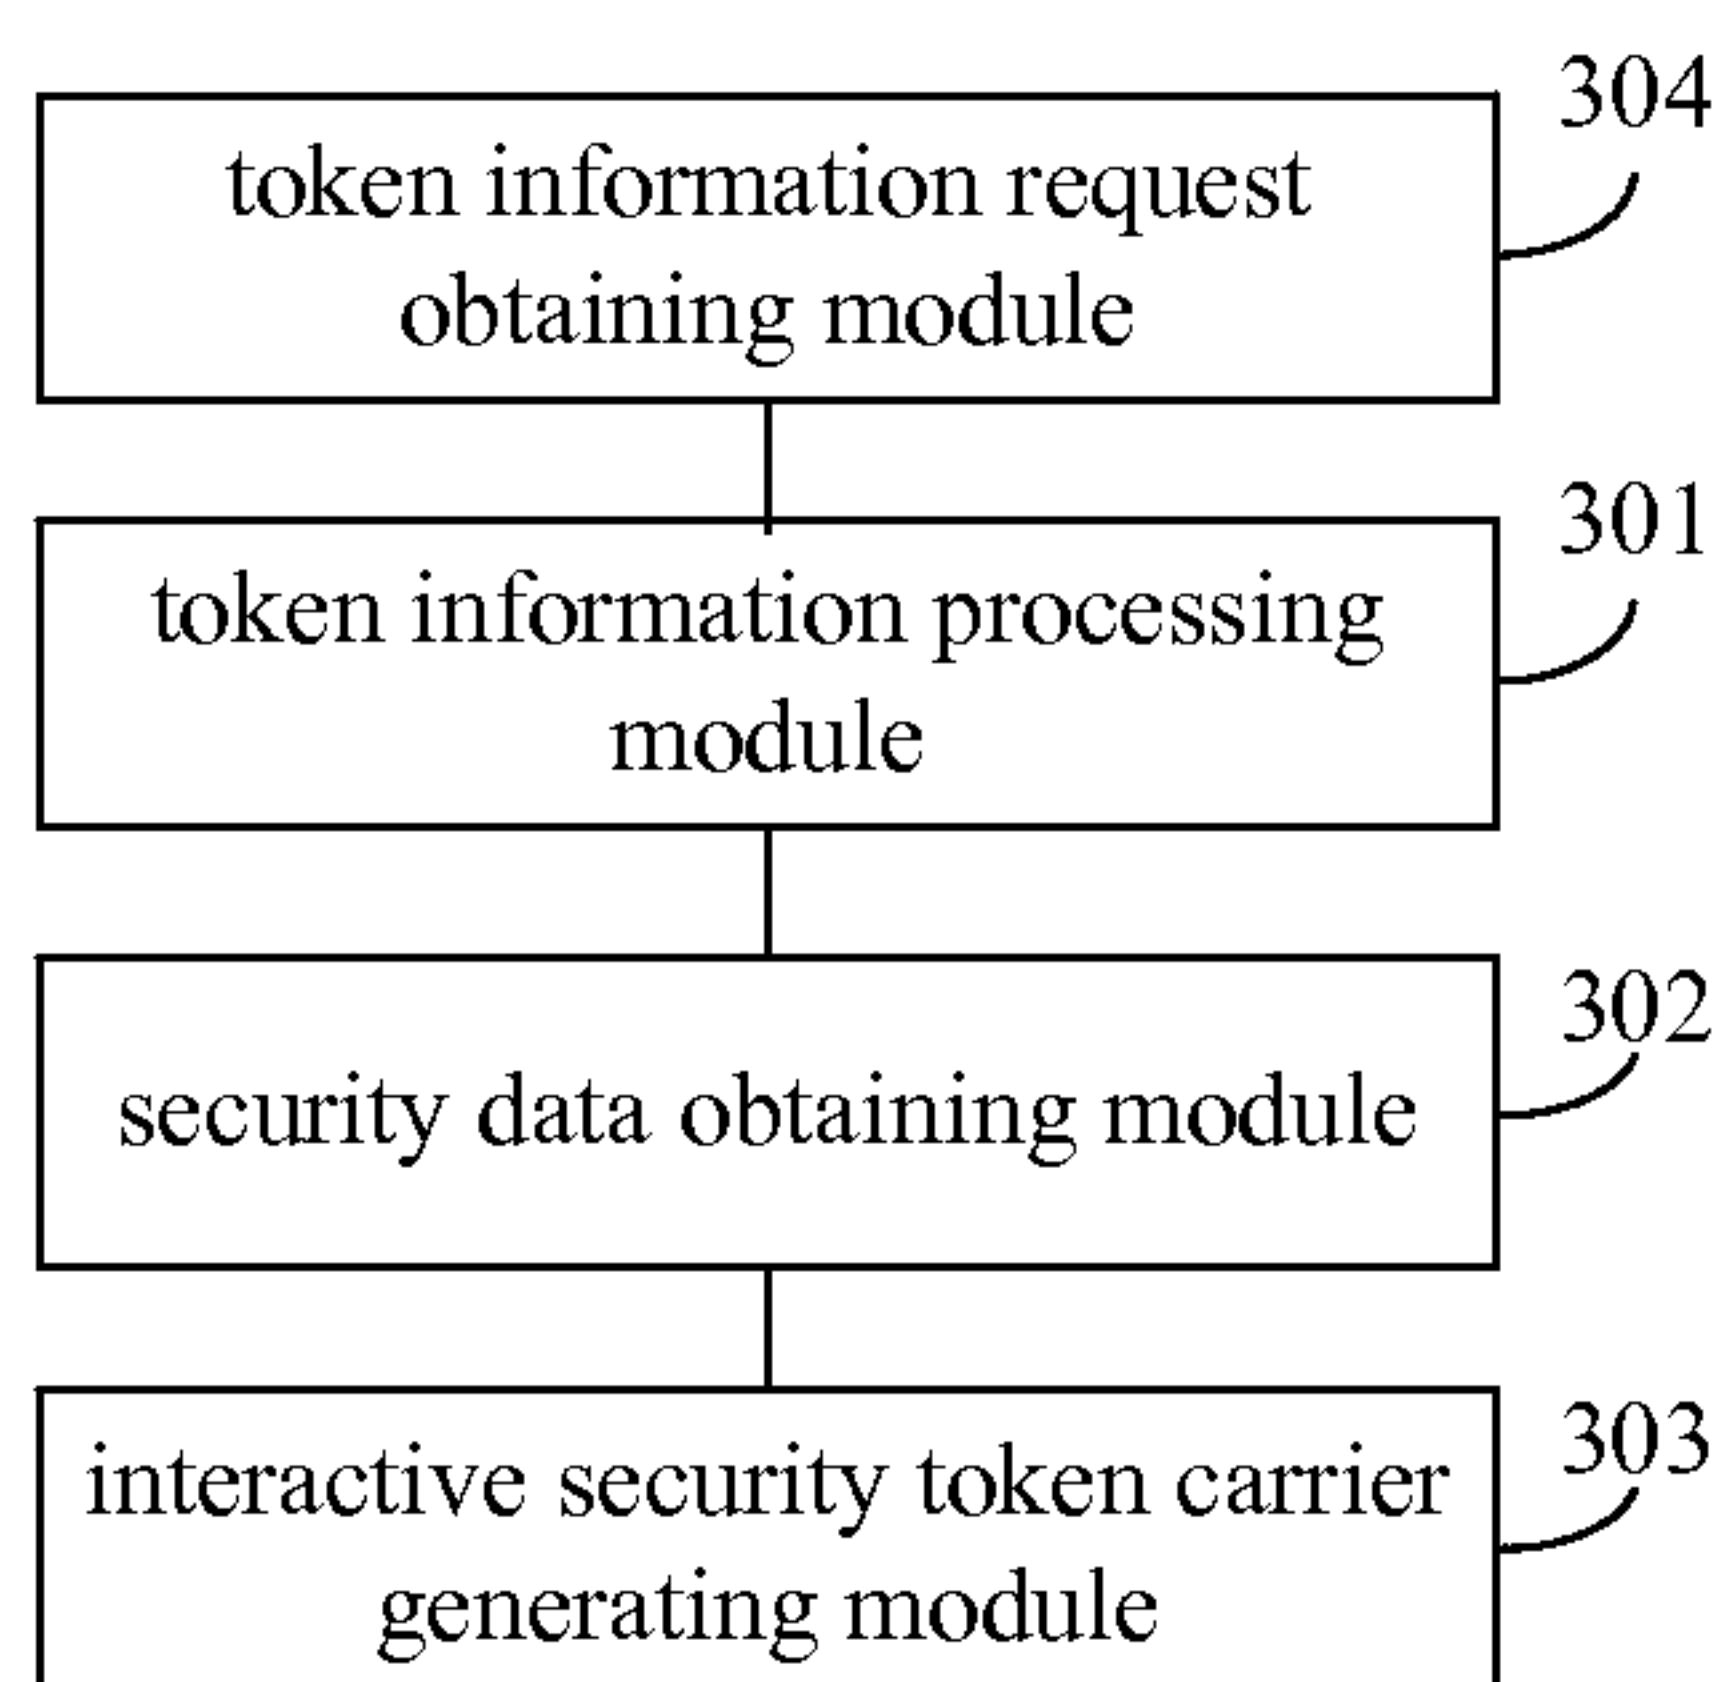 304
token information request
obtaining module
301
token information processing
module
302
security data obtaining module
303
interactive security token carrier
generating module